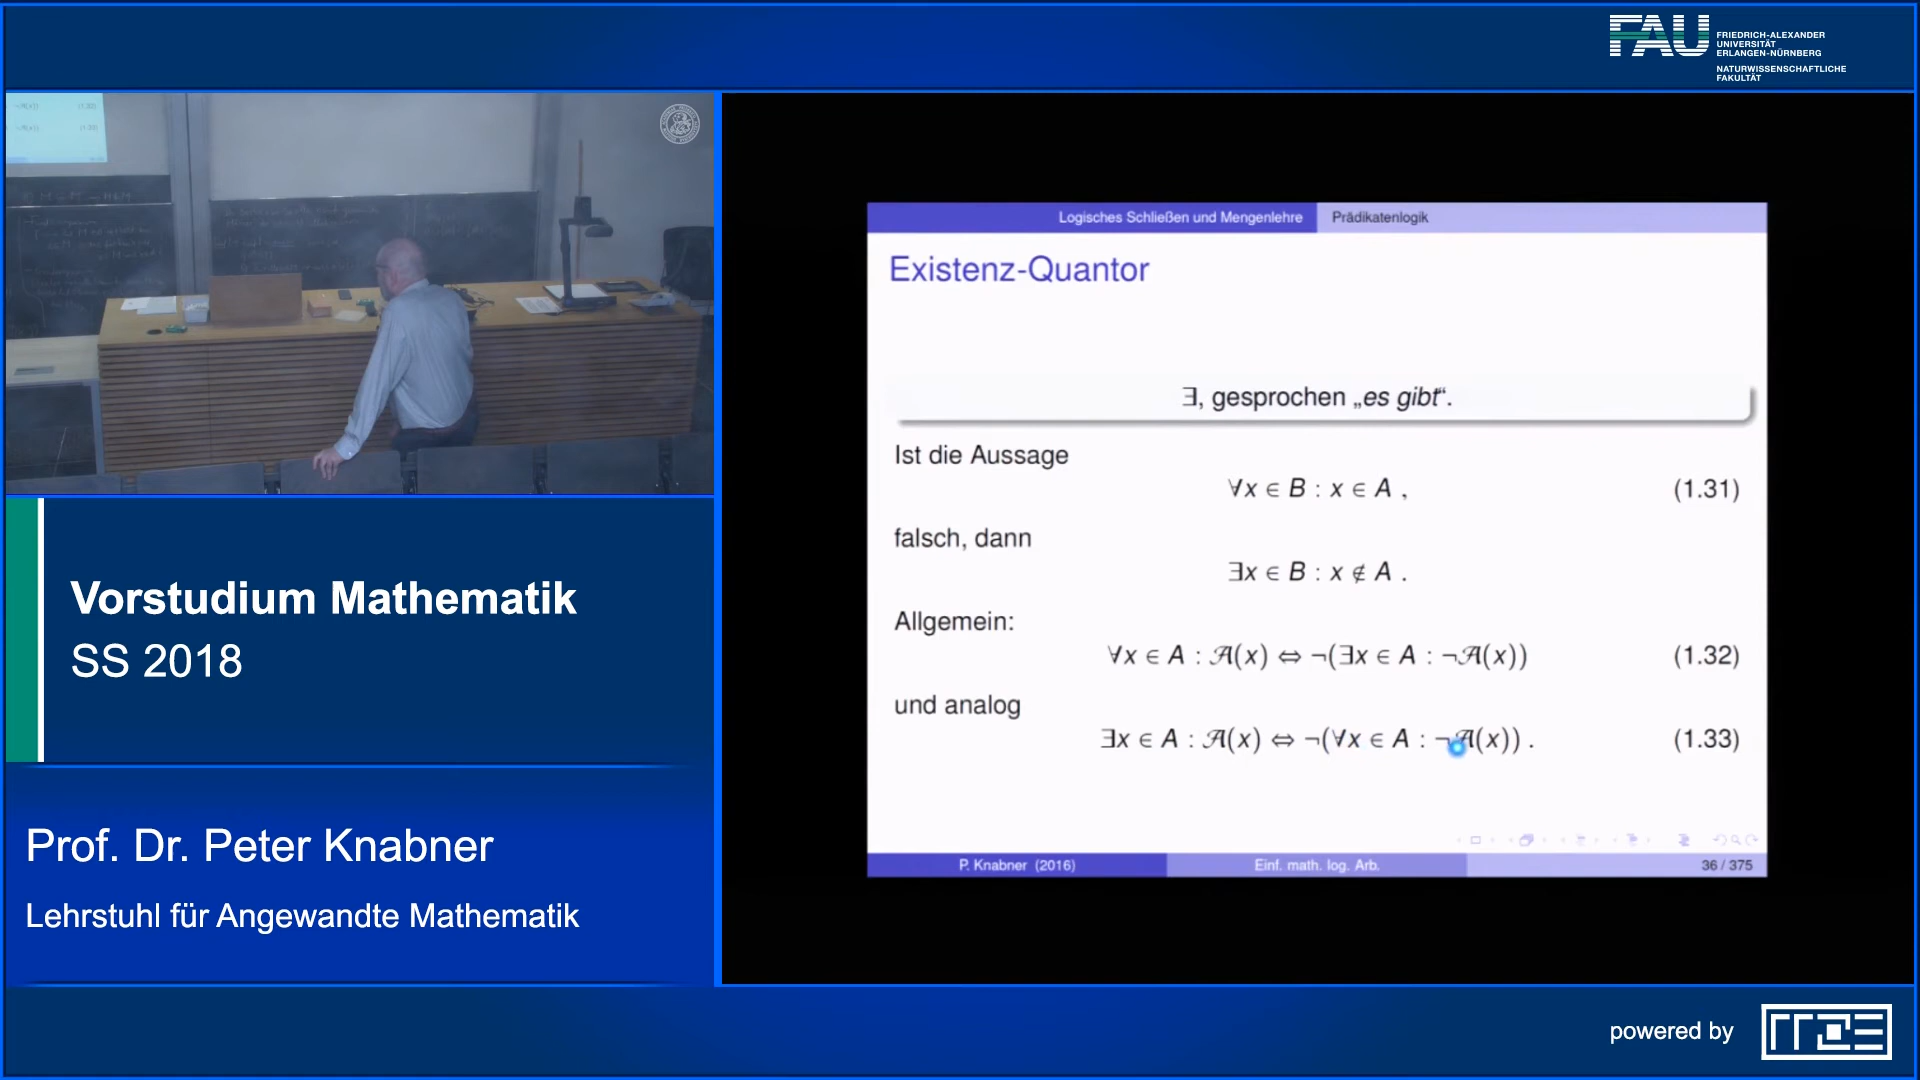 FAU
FRIEDRICH-ALEXANDER
UNIVERSITÄT
ERLANGEN-NÜRNBERG
NATURWISSENSCHAFTLICHE
FAKULTÄT
Vorstudium Mathematik
SS 2018
Prof. Dr. Peter Knabner
Lehrstuhl für Angewandte Mathematik
Logisches Schließen und Mengenlehre Prädikatenlogik
Existenz-Quantor
∃, gesprochen „es gibt“.
Ist die Aussage
∀x ∈ B : x ∈ A , (1.31)
falsch, dann
∃x ∈ B : x ∉ A .
Allgemein:
∀x ∈ A : 𝒜(x) ⇔ ¬(∃x ∈ A : ¬𝒜(x)) (1.32)
und analog
∃x ∈ A : 𝒜(x) ⇔ ¬(∀x ∈ A : ¬𝒜(x)) . (1.33)
P. Knabner (2016) Einf. math. log. Arb. 36 / 375
powered by
rrze